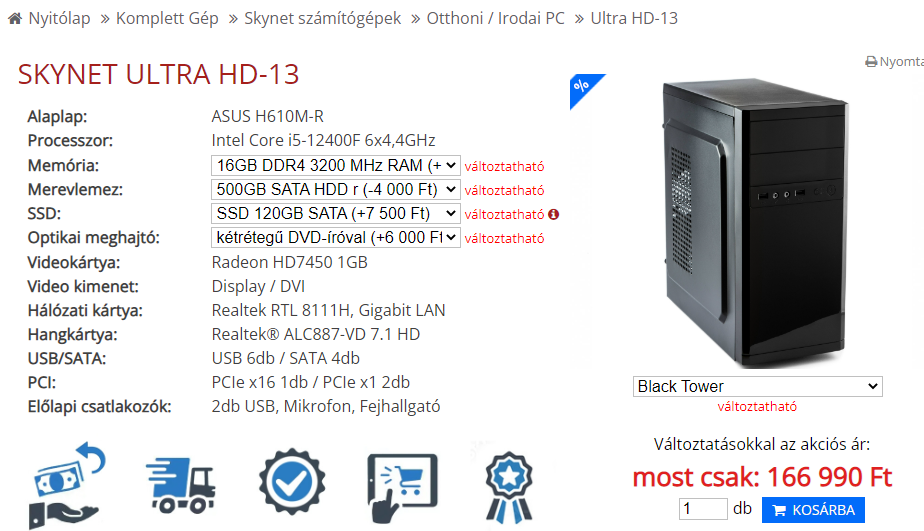 Nyitólap » Komplett Gép » Skynet számítógépek » Otthoni / Irodai PC » Ultra HD-13
SKYNET ULTRA HD-13
Alaplap: ASUS H610M-R
Processzor: Intel Core i5-12400F 6x4,4GHz
Memória: 16GB DDR4 3200 MHz RAM (+ változtatható
Merevlemez: 500GB SATA HDD r (-4 000 Ft) változtatható
SSD: SSD 120GB SATA (+7 500 Ft) változtatható
Optikai meghajtó: kétrétegű DVD-íróval (+6 000 Ft változtatható
Videokártya: Radeon HD7450 1GB
Video kimenet: Display / DVI
Hálózati kártya: Realtek RTL 8111H, Gigabit LAN
Hangkártya: Realtek® ALC887-VD 7.1 HD
USB/SATA: USB 6db / SATA 4db
PCI: PCIe x16 1db / PCIe x1 2db
Előlapi csatlakozók: 2db USB, Mikrofon, Fejhallgató
Nyomta
%
Black Tower
változtatható
Változtatásokkal az akciós ár:
most csak: 166 990 Ft
1 db KOSÁRBA